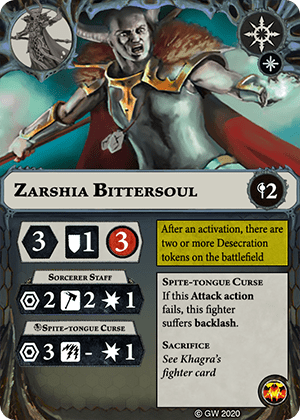 Zarshia Bittersoul
2
3 1 3
After an activation, there are
two or more Desecration
tokens on the battlefield
Sorcerer Staff
2 2 1
Spite-tongue Curse
3 - 1
Spite-tongue Curse
If this Attack action
fails, this fighter
suffers backlash.
Sacrifice
See Khagra's
fighter card
© GW 2020